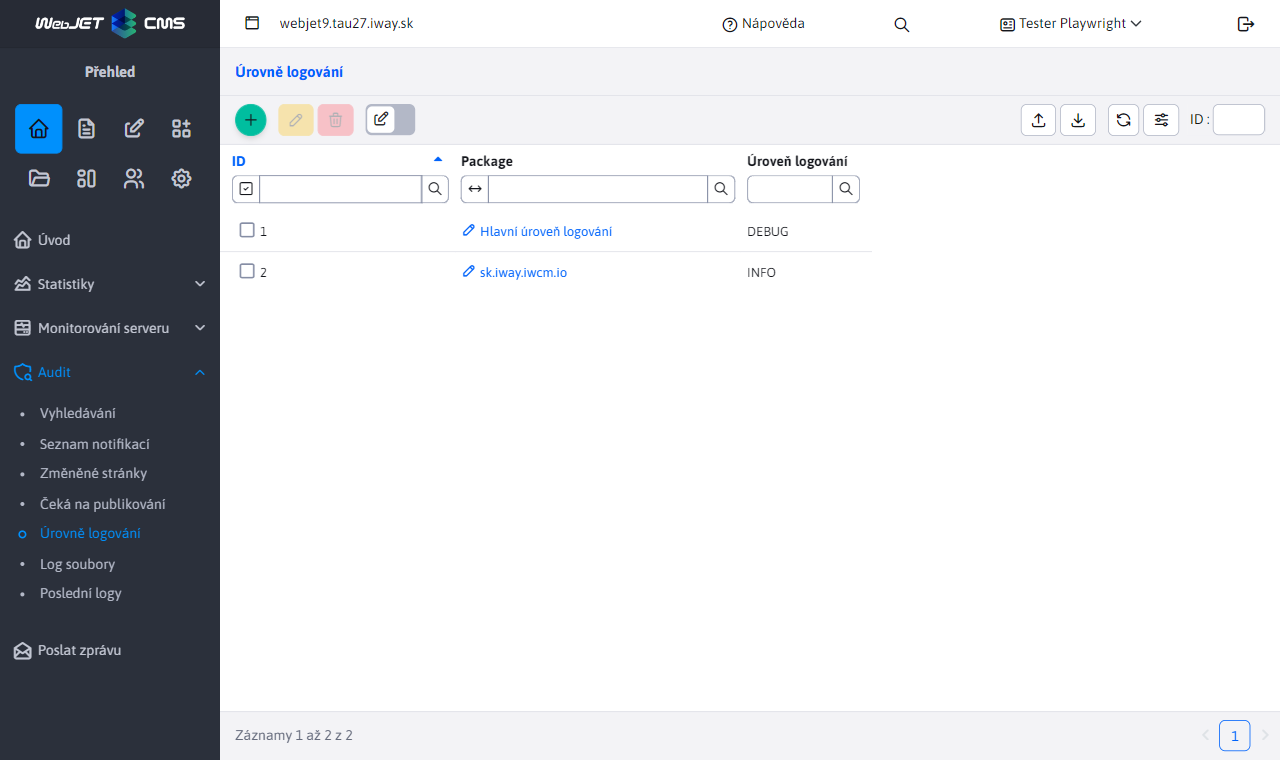 WebJET CMS
webjet9.tau27.iway.sk
Nápověda
Tester Playwright
Přehled
Úrovně logování
ID :
ID
Package
Úroveň logování
1
Hlavní úroveň logování
DEBUG
2
sk.iway.iwcm.io
INFO
Úvod
Statistiky
Monitorování serveru
Audit
Vyhledávání
Seznam notifikací
Změněné stránky
Čeká na publikování
Úrovně logování
Log soubory
Poslední logy
Poslat zprávu
Záznamy 1 až 2 z 2
1